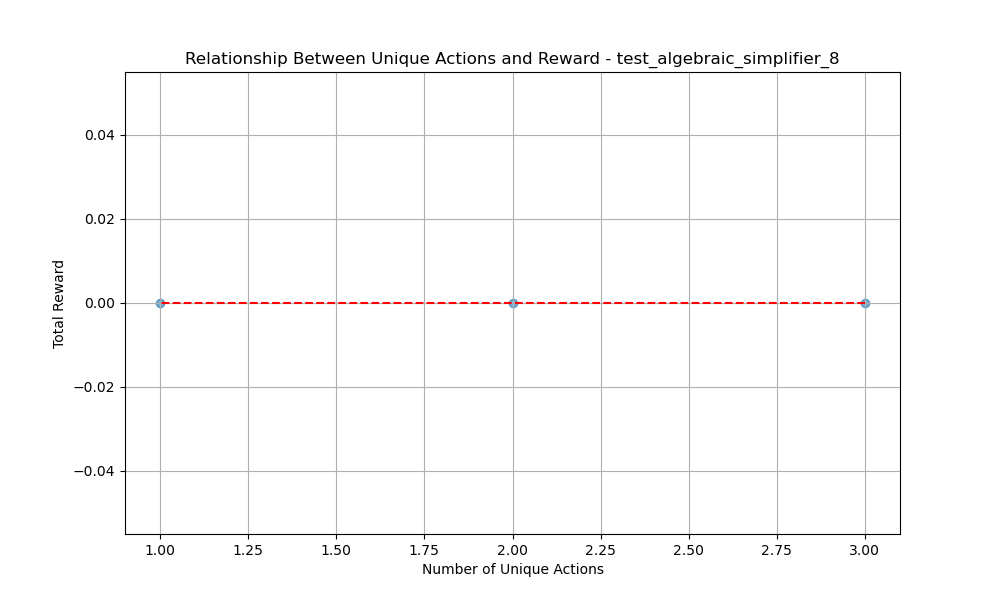 Relationship Between Unique Actions and Reward - test_algebraic_simplifier_8
0.04
0.02
0.00
−0.02
−0.04
Total Reward
1.00 1.25 1.50 1.75 2.00 2.25 2.50 2.75 3.00
Number of Unique Actions